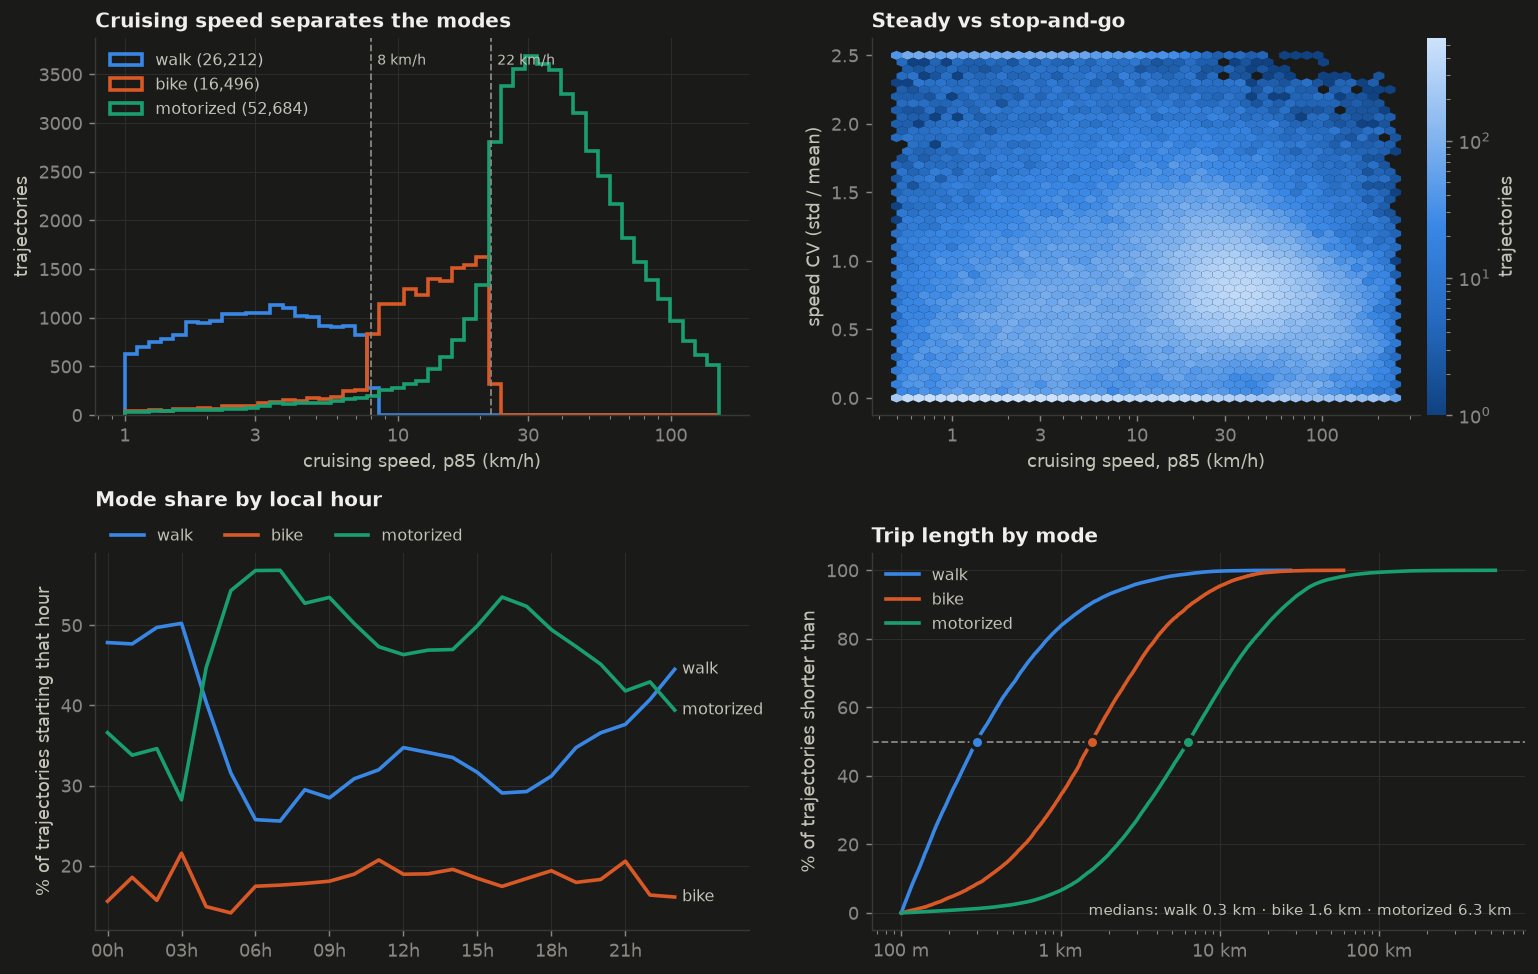 Cruising speed separates the modes
walk (26,212)
bike (16,496)
motorized (52,684)
8 km/h
22 km/h
trajectories
3500
3000
2500
2000
1500
1000
500
0
1
3
10
30
100
cruising speed, p85 (km/h)
Steady vs stop-and-go
speed CV (std / mean)
2.5
2.0
1.5
1.0
0.5
0.0
1
3
10
30
100
cruising speed, p85 (km/h)
10²
10¹
10⁰
trajectories
Mode share by local hour
walk
bike
motorized
% of trajectories starting that hour
50
40
30
20
walk
motorized
bike
00h
03h
06h
09h
12h
15h
18h
21h
Trip length by mode
walk
bike
motorized
% of trajectories shorter than
100
80
60
40
20
0
medians: walk 0.3 km · bike 1.6 km · motorized 6.3 km
100 m
1 km
10 km
100 km